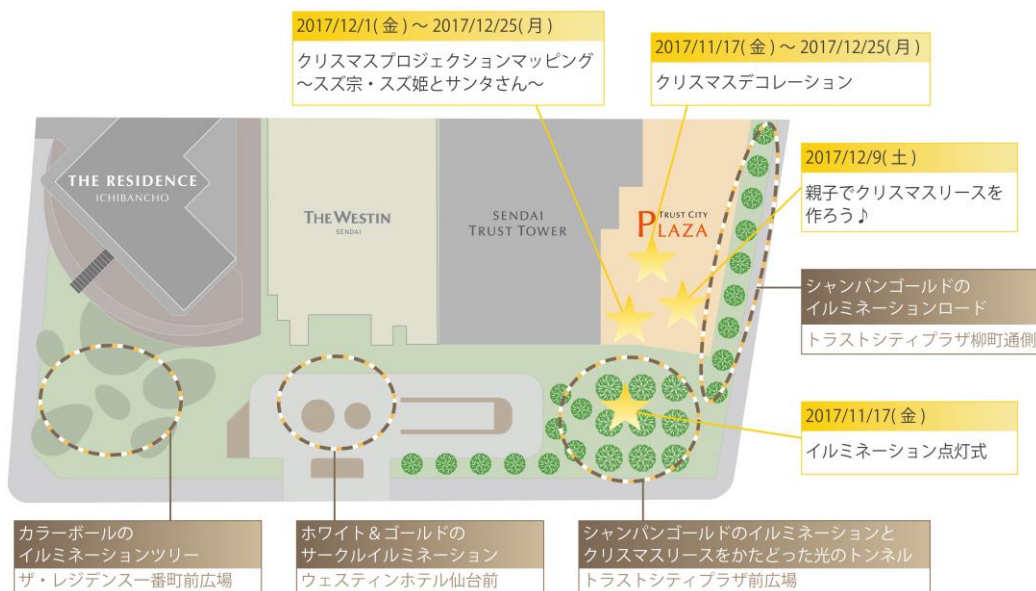 2017/12/1(金)～2017/12/25(月)
クリスマスプロジェクションマッピング
～スズ宗・スズ姫とサンタさん～
2017/11/17(金)～2017/12/25(月)
クリスマスデコレーション
2017/12/9(土)
親子でクリスマスリースを
作ろう♪
THE RESIDENCE
ICHIBANCHO
THE WESTIN
SENDAI
SENDAI
TRUST TOWER
TRUST CITY
PLAZA
シャンパンゴールドの
イルミネーションロード
トラストシティプラザ柳町通側
2017/11/17(金)
イルミネーション点灯式
カラーボールの
イルミネーションツリー
ザ・レジデンス一番町前広場
ホワイト＆ゴールドの
サークルイルミネーション
ウェスティンホテル仙台前
シャンパンゴールドのイルミネーションと
クリスマスリースをかたどった光のトンネル
トラストシティプラザ前広場